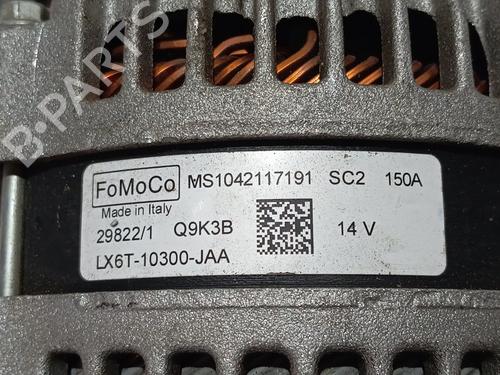 B-PARTS
FoMoCo MS1042117191 SC2 150A
Made in Italy
29822/1 Q9K3B 14 V
LX6T-10300-JAA